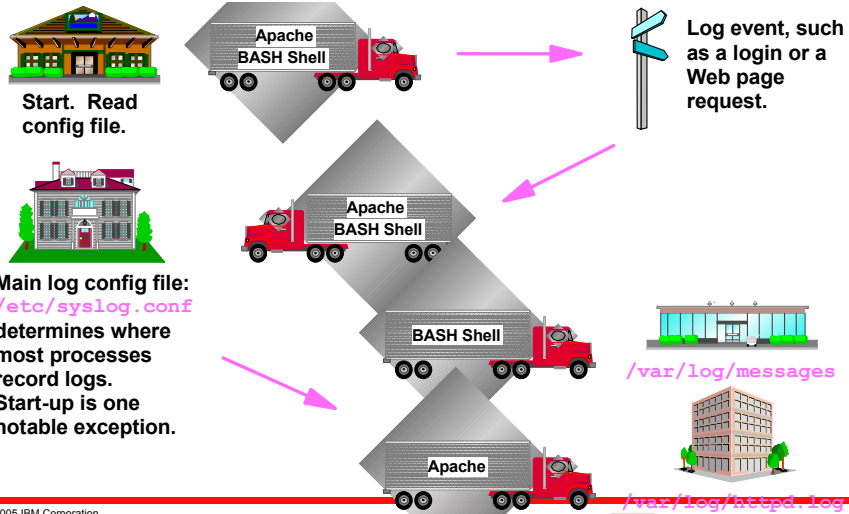 Apache
BASH Shell
Log event, such
as a login or a
Web page
request.
Start. Read
config file.
Apache
BASH Shell
Main log config file:
/etc/syslog.conf
determines where
most processes
record logs.
Start-up is one
notable exception.
BASH Shell
/var/log/messages
Apache
/var/log/httpd.log
2005 IBM Corporation